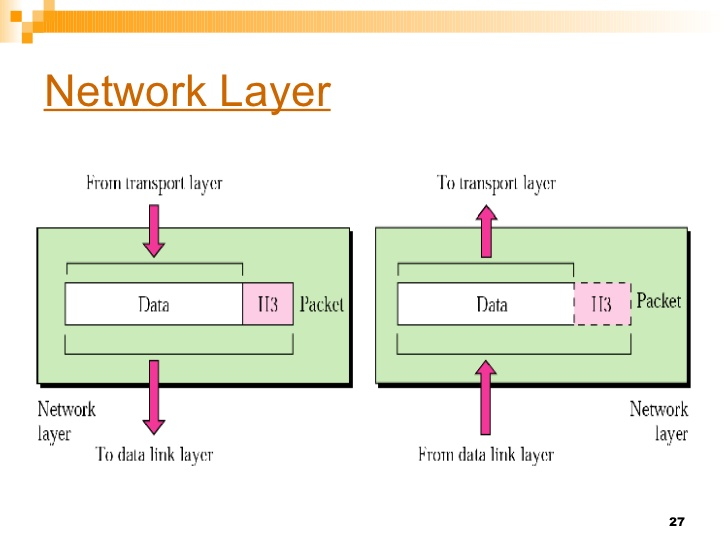 Network Layer
From transport layer
To transport layer
Data
H3
Packet
Data
H3
Packet
Network
layer
To data link layer
From data link layer
Network
layer
27